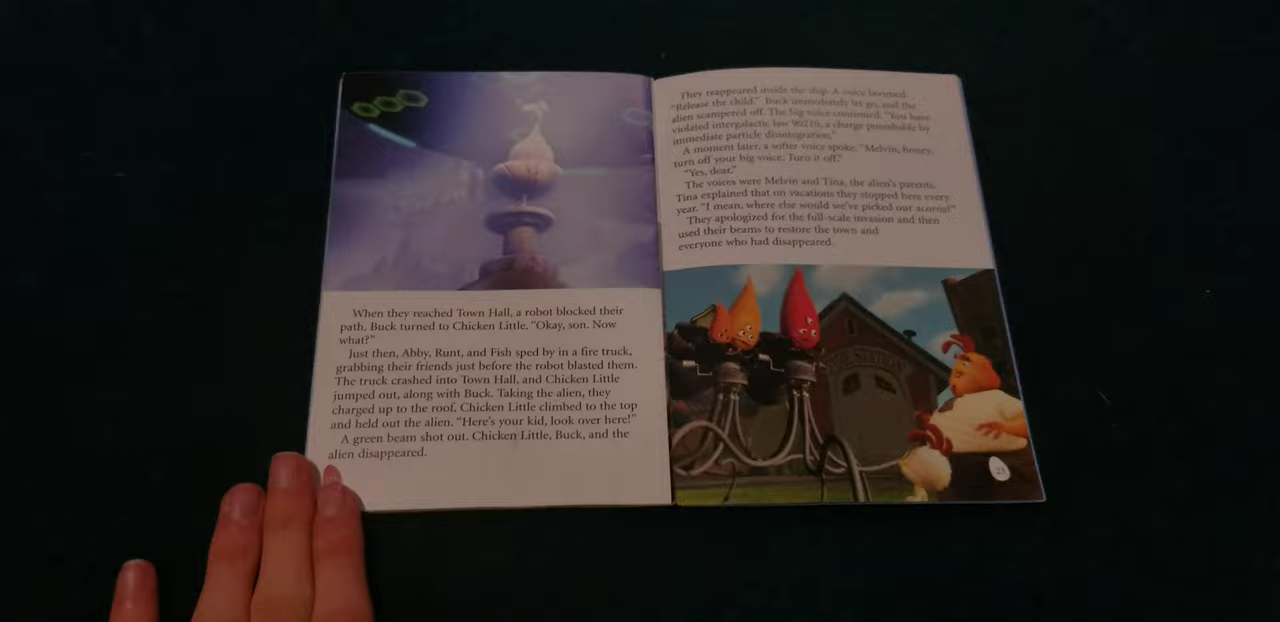 When they reached Town Hall, a robot blocked their
path. Buck turned to Chicken Little. "Okay, son. Now
what?"
Just then, Abby, Runt, and Fish sped by in a fire truck,
grabbing their friends just before the robot blasted them.
The truck crashed into Town Hall, and Chicken Little
jumped out, along with Buck. Taking the alien, they
charged up to the roof. Chicken Little climbed to the top
and held out the alien. "Here's your kid, look over here!"
A green beam shot out. Chicken Little, Buck, and the
alien disappeared.
They reappeared inside the ship. A voice boomed,
"Release the child." Buck immediately let go, and the
alien scampered off. The big voice continued, "You have
violated intergalactic law 90210, a charge punishable by
immediate particle disintegration."
A moment later, a softer voice spoke. "Melvin, honey,
turn off your big voice. Turn it off."
"Yes, dear."
The voices were Melvin and Tina, the alien's parents.
Tina explained that on vacations they stopped here every
year. "I mean, where else would we've picked our acorns?"
They apologized for the full-scale invasion and then
used their beams to restore the town and
everyone who had disappeared.
23